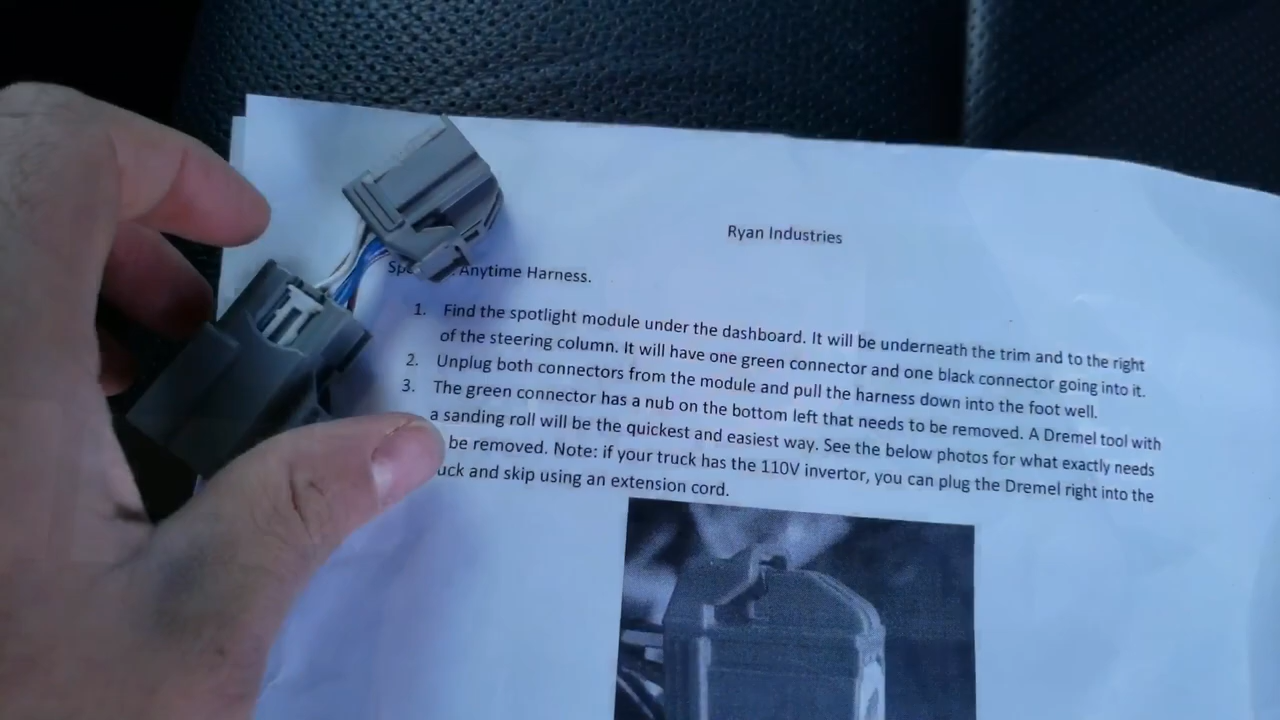 Ryan Industries
Anytime Harness.
1. Find the spotlight module under the dashboard. It will be underneath the trim and to the right
of the steering column. It will have one green connector and one black connector going into it.
2. Unplug both connectors from the module and pull the harness down into the foot well.
3. The green connector has a nub on the bottom left that needs to be removed. A Dremel tool with
a sanding roll will be the quickest and easiest way. See the below photos for what exactly needs
be removed. Note: if your truck has the 110V invertor, you can plug the Dremel right into the
and skip using an extension cord.